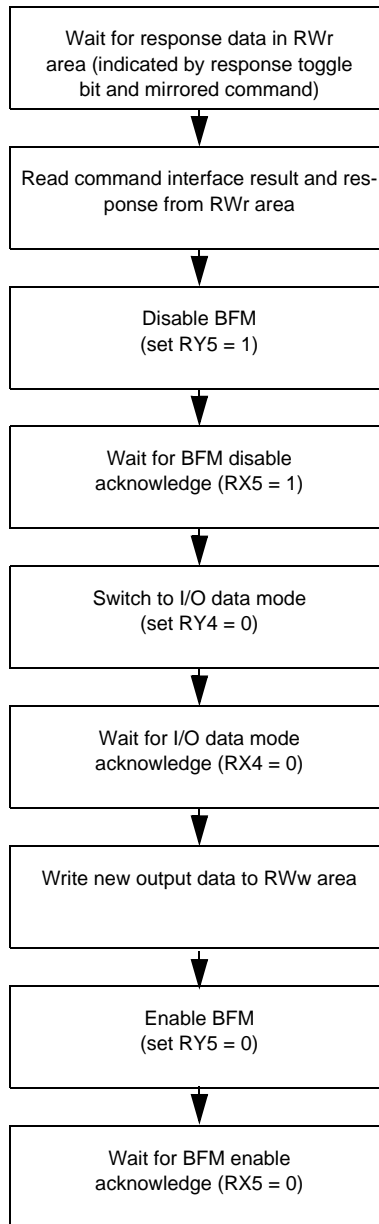 Wait for response data in RWr
area (indicated by response toggle
bit and mirrored command)
Read command interface result and res-
ponse from RWr area
Disable BFM
(set RY5 = 1)
Wait for BFM disable
acknowledge (RX5 = 1)
Switch to I/O data mode
(set RY4 = 0)
Wait for I/O data mode
acknowledge (RX4 = 0)
Write new output data to RWw area
Enable BFM
(set RY5 = 0)
Wait for BFM enable
acknowledge (RX5 = 0)